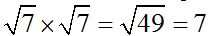 √7 × √7 = √49 = 7